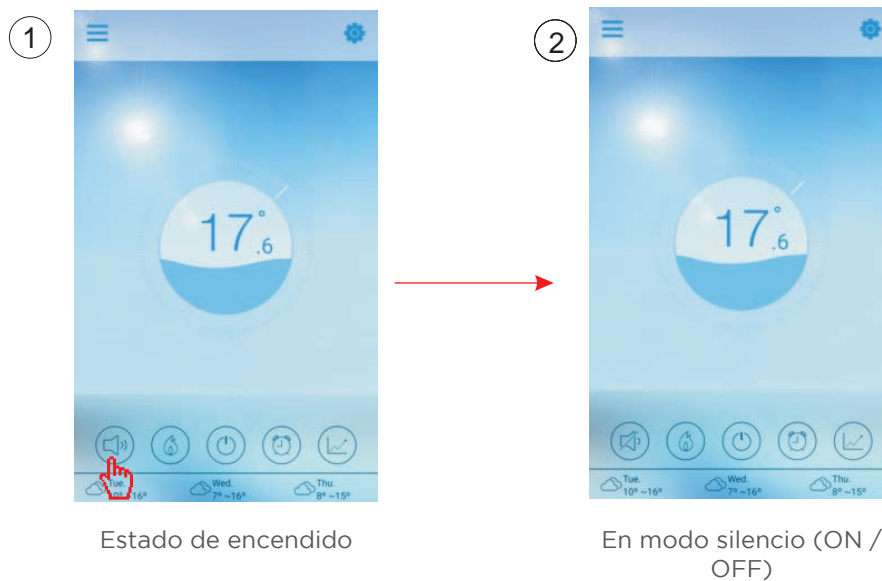 1
17°
.6
Tue.
10° ~16°
Wed.
7° ~16°
Thu.
8° ~15°
Estado de encendido
2
17°
.6
Tue.
10° ~16°
Wed.
7° ~16°
Thu.
8° ~15°
En modo silencio (ON /
OFF)